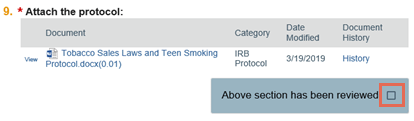 9. * Attach the protocol:
Document Category Date Modified Document History
View Tobacco Sales Laws and Teen Smoking Protocol.docx(0.01) IRB Protocol 3/19/2019 History
Above section has been reviewed